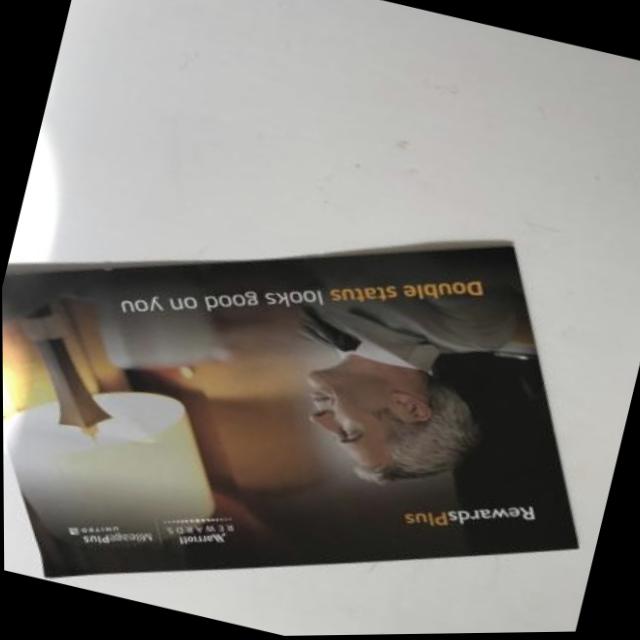 RewardsPlus
Marriott
REWARDS
MileagePlus
UNITED
Double status looks good on you